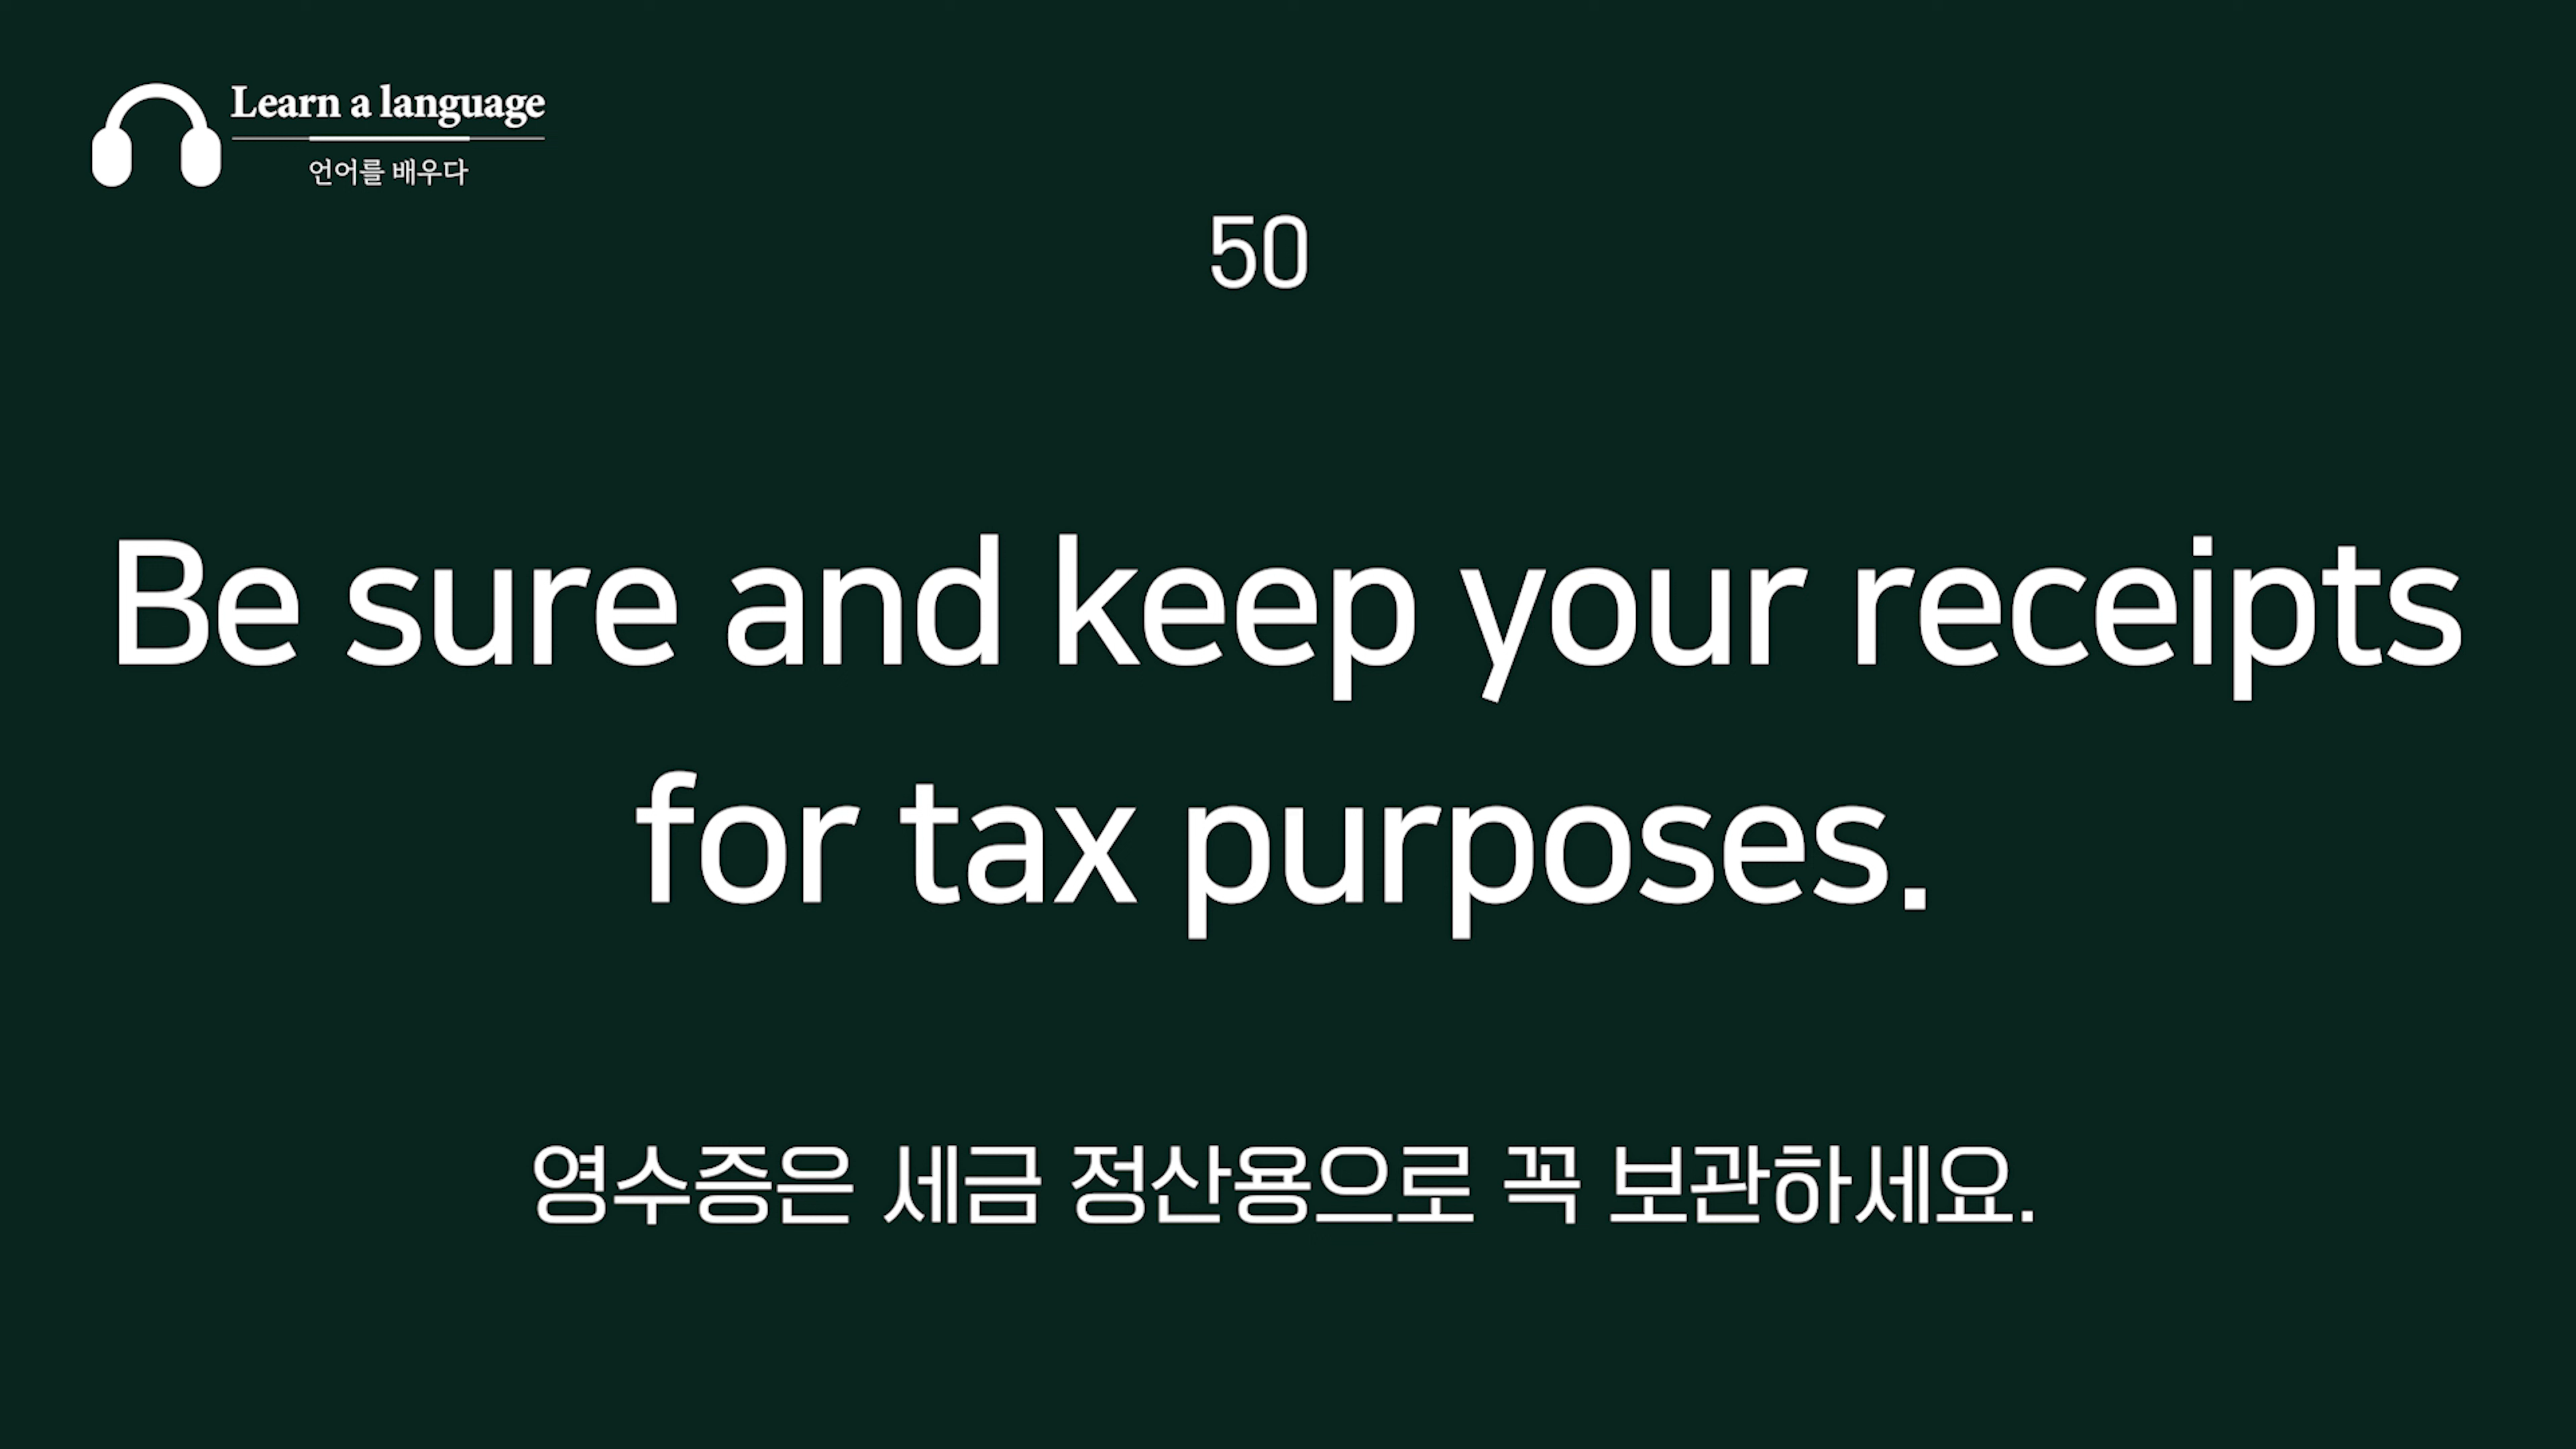 Learn a language
언어를 배우다
50
Be sure and keep your receipts
for tax purposes.
영수증은 세금 정산용으로 꼭 보관하세요.